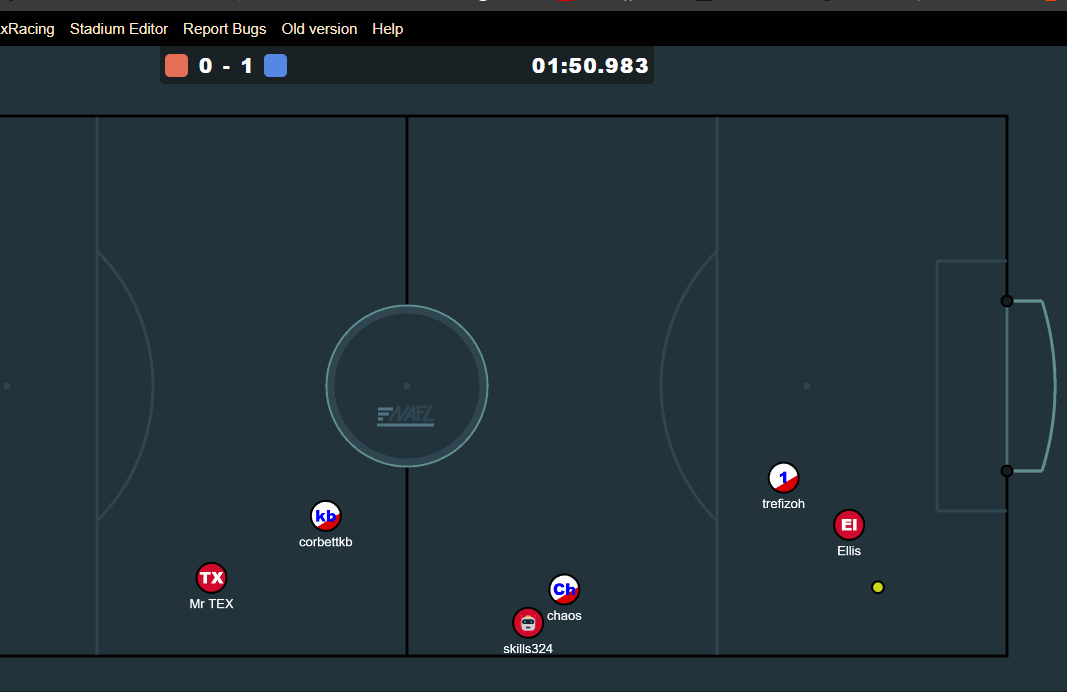 xRacing Stadium Editor Report Bugs Old version Help
0 - 1 01:50.983
NAFL
1
trefizoh
kb
corbettkb
EI
Ellis
TX
Mr TEX
Ch
chaos
skills324